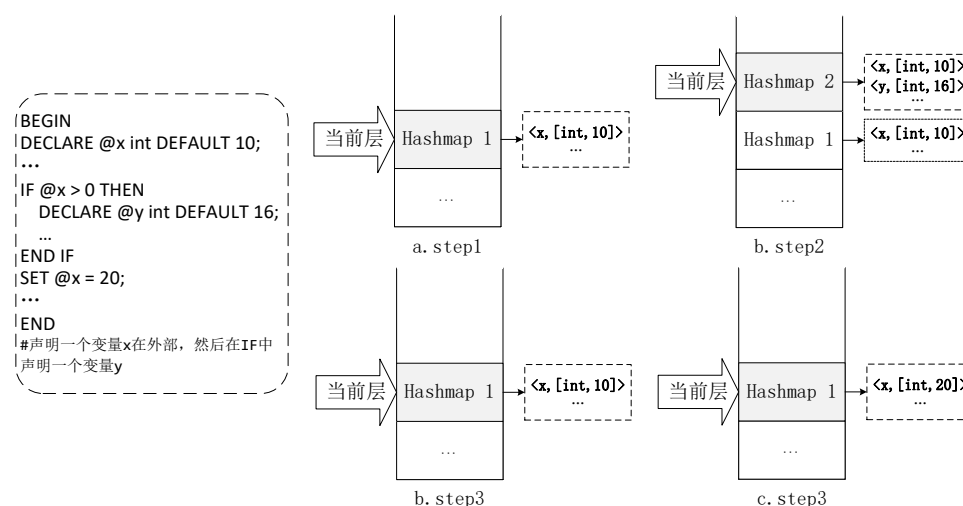 BEGIN
DECLARE @x int DEFAULT 10;
...
IF @x > 0 THEN
DECLARE @y int DEFAULT 16;
...
END IF
SET @x = 20;
...
END
#声明一个变量x在外部，然后在IF中
声明一个变量y
当前层
Hashmap 1
<x, [int, 10]>
...
...
a. step1
当前层
Hashmap 2
<x, [int, 10]>
<y, [int, 16]>
...
Hashmap 1
<x, [int, 10]>
...
...
b. step2
当前层
Hashmap 1
<x, [int, 10]>
...
...
b. step3
当前层
Hashmap 1
<x, [int, 20]>
...
...
c. step3